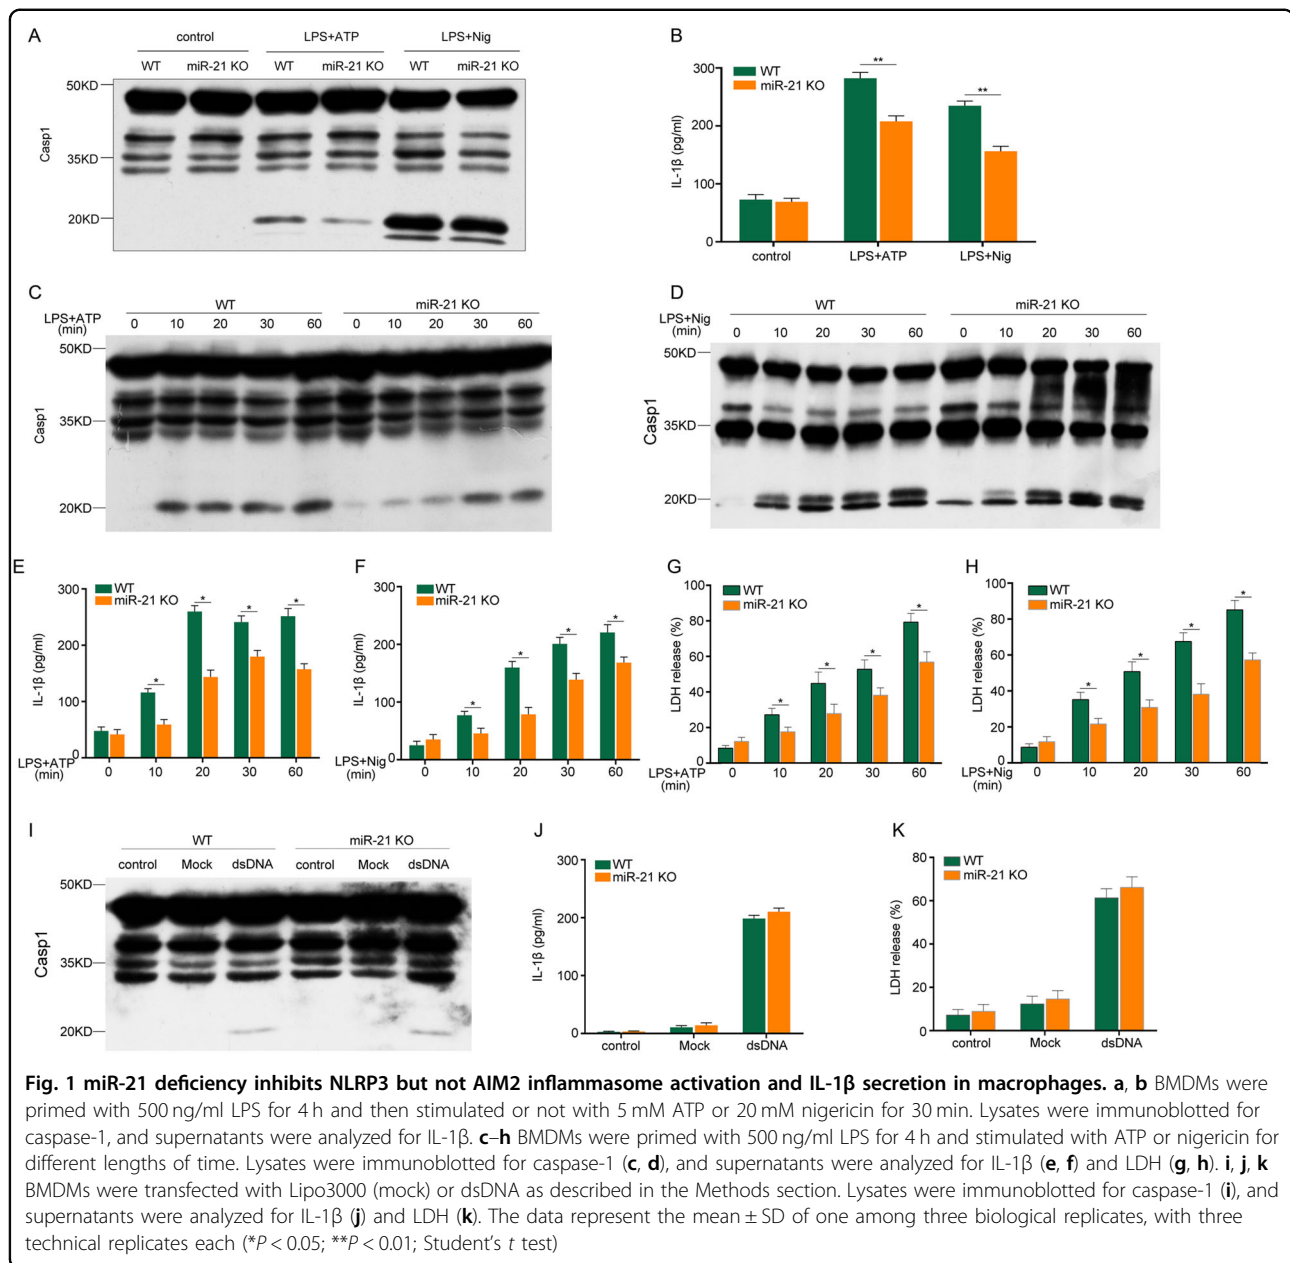 A
control LPS+ATP LPS+Nig
WT miR-21 KO WT miR-21 KO WT miR-21 KO
50KD
35KD
20KD
Casp1
B
WT
miR-21 KO
**
**
300
200
100
0
IL-1β (pg/ml)
control LPS+ATP LPS+Nig
C
WT miR-21 KO
LPS+ATP
(min)
0 10 20 30 60 0 10 20 30 60
50KD
35KD
20KD
Casp1
D
WT miR-21 KO
LPS+Nig
(min)
0 10 20 30 60 0 10 20 30 60
50KD
35KD
20KD
Casp1
E
WT
miR-21 KO
* * * *
300
200
100
0
IL-1β (pg/ml)
LPS+ATP
(min)
0 10 20 30 60
F
WT
miR-21 KO
* * * *
300
200
100
0
IL-1β (pg/ml)
LPS+Nig
(min)
0 10 20 30 60
G
WT
miR-21 KO
* * * *
100
80
60
40
20
0
LDH release (%)
LPS+ATP
(min)
0 10 20 30 60
H
WT
miR-21 KO
* * * *
100
80
60
40
20
0
LDH release (%)
LPS+Nig
(min)
0 10 20 30 60
I
WT miR-21 KO
control Mock dsDNA control Mock dsDNA
50KD
35KD
20KD
Casp1
J
WT
miR-21 KO
300
200
100
0
IL-1β (pg/ml)
control Mock dsDNA
K
WT
miR-21 KO
80
60
40
20
0
LDH release (%)
control Mock dsDNA
Fig. 1 miR-21 deficiency inhibits NLRP3 but not AIM2 inflammasome activation and IL-1β secretion in macrophages. a, b BMDMs were
primed with 500 ng/ml LPS for 4 h and then stimulated or not with 5 mM ATP or 20 mM nigericin for 30 min. Lysates were immunoblotted for
caspase-1, and supernatants were analyzed for IL-1β. c–h BMDMs were primed with 500 ng/ml LPS for 4 h and stimulated with ATP or nigericin for
different lengths of time. Lysates were immunoblotted for caspase-1 (c, d), and supernatants were analyzed for IL-1β (e, f) and LDH (g, h). i, j, k
BMDMs were transfected with Lipo3000 (mock) or dsDNA as described in the Methods section. Lysates were immunoblotted for caspase-1 (i), and
supernatants were analyzed for IL-1β (j) and LDH (k). The data represent the mean ± SD of one among three biological replicates, with three
technical replicates each (*P < 0.05; **P < 0.01; Student's t test)